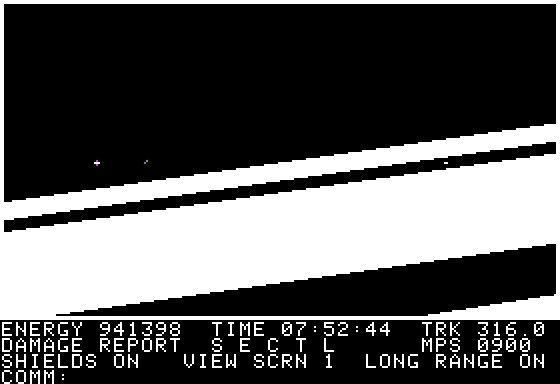 ENERGY 941398 TIME 07:52:44 TRK 316.0
DAMAGE REPORT S E C T L MPS 0900
SHIELDS ON VIEW SCRN 1 LONG RANGE ON
COMM: